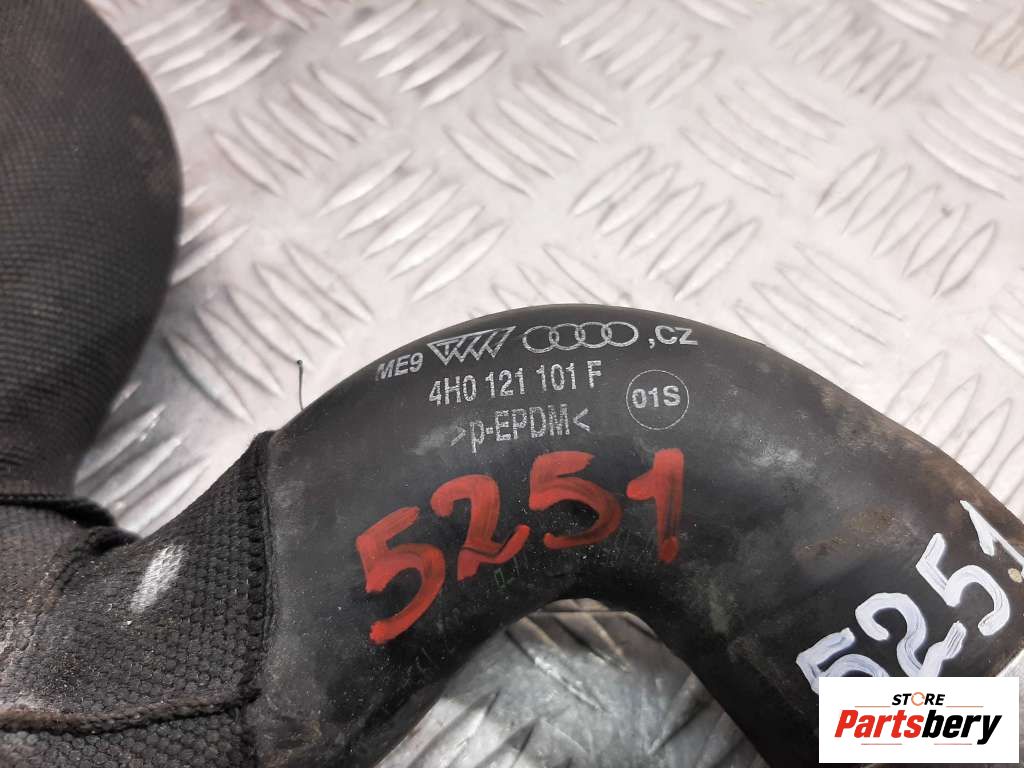 ME9 ,CZ
4H0 121 101 F
01S
>p-EPDM<
5251
5251
STORE
Partsbery